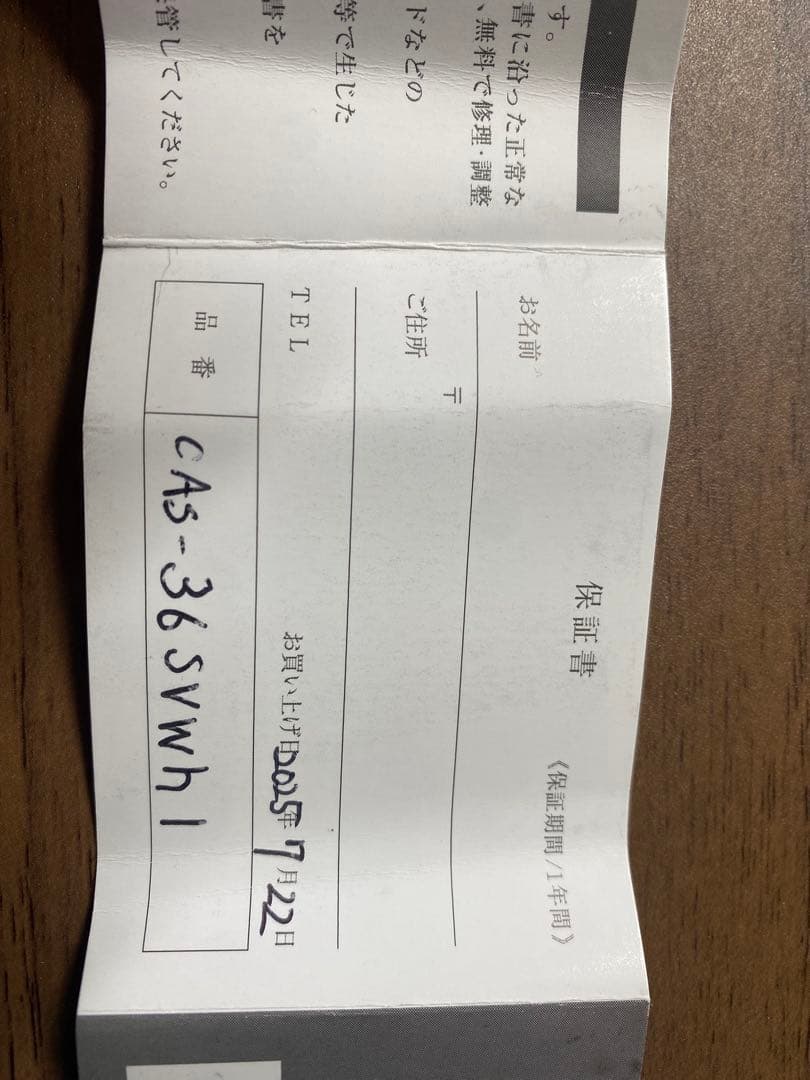 す。
書に沿った正常な
、無料で修理・調整
ドなどの
等で生じた
書を
管してください。
保証書
《保証期間/1年間》
お名前
〒
ご住所
TEL
お買い上げ日2025年7月22日
品番 CAS-36SVWh1